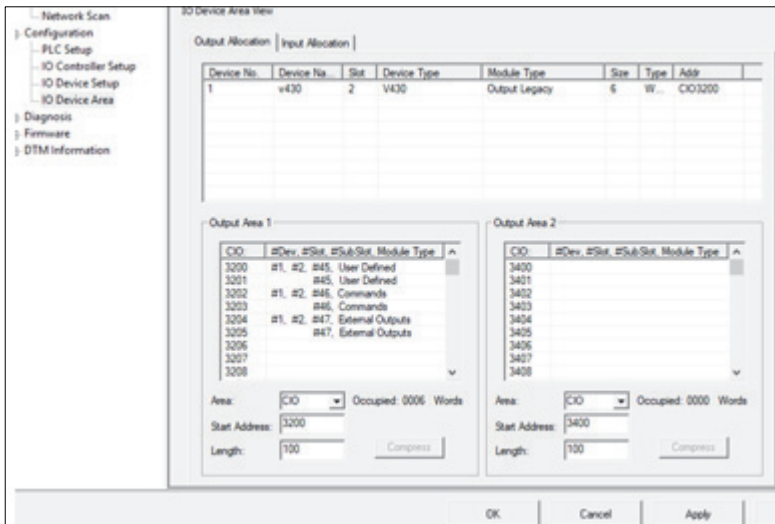 Network Scan
Configuration
PLC Setup
IO Controller Setup
IO Device Setup
IO Device Area
Diagnosis
Firmware
DTM Information
IO Device Area View
Output Allocation Input Allocation
Device No. Device Na... Slot Device Type Module Type Size Type Addr
1 v430 2 V430 Output Legacy 6 W... CIO3200
Output Area 1
CIO: #Dev, #Slot, #SubSlot, Module Type
3200 #1, #2, #45, User Defined
3201 #45, User Defined
3202 #1, #2, #46, Commands
3203 #46, Commands
3204 #1, #2, #47, External Outputs
3205 #47, External Outputs
3206
3207
3208
Area: CIO Occupied: 0006 Words
Start Address: 3200
Length: 100 Compress
Output Area 2
CIO: #Dev, #Slot, #SubSlot, Module Type
3400
3401
3402
3403
3404
3405
3406
3407
3408
Area: CIO Occupied: 0000 Words
Start Address: 3400
Length: 100 Compress
OK Cancel Apply